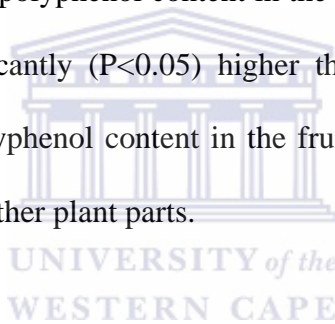 polyphenol content in the
cantly (P<0.05) higher th
yphenol content in the fru
ther plant parts.
UNIVERSITY of the
WESTERN CAPE